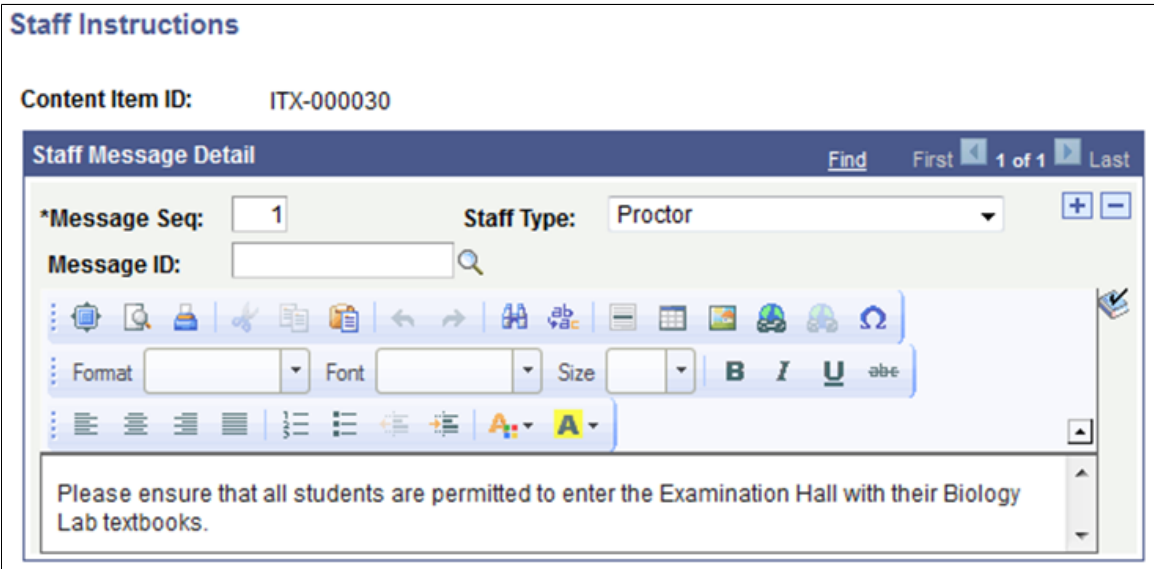 Staff Instructions
Content Item ID: ITX-000030
Staff Message Detail Find First 1 of 1 Last
*Message Seq: 1 Staff Type: Proctor
Message ID:
Format Font Size B I U abc
A A
Please ensure that all students are permitted to enter the Examination Hall with their Biology
Lab textbooks.